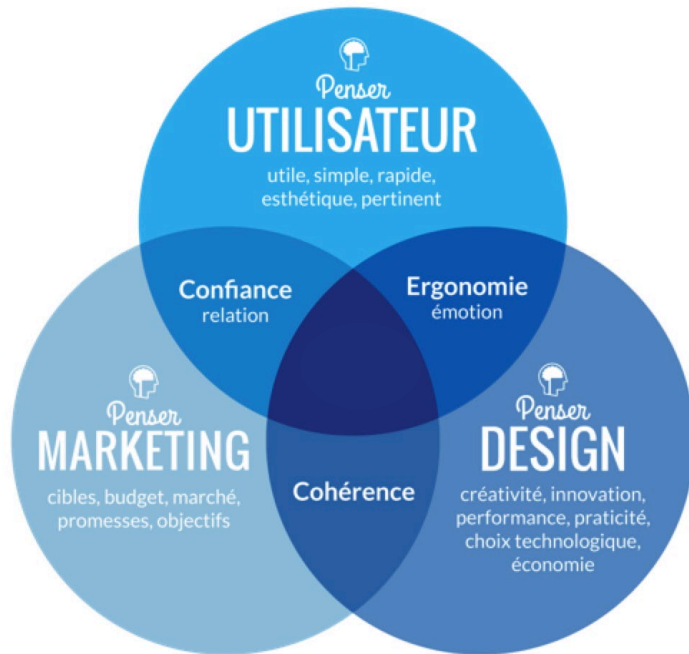 Penser
UTILISATEUR
utile, simple, rapide,
esthétique, pertinent
Confiance
relation
Ergonomie
émotion
Penser
MARKETING
cibles, budget, marché,
promesses, objectifs
Cohérence
Penser
DESIGN
créativité, innovation,
performance, praticité,
choix technologique,
économie